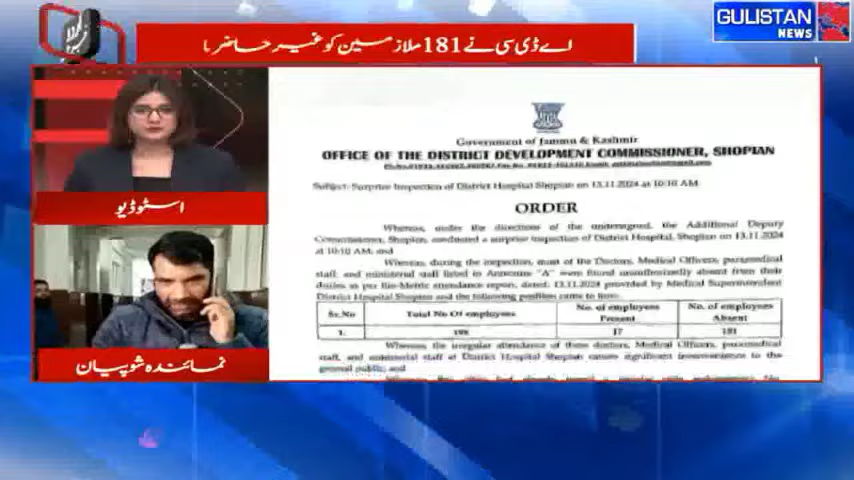 GULISTAN
NEWS
اے ڈی سی نے 181 ملازمین کو غیر حاضر
Government of Jammu & Kashmir
OFFICE OF THE DISTRICT DEVELOPMENT COMMISSIONER, SHOPIAN
Subject: Surprise Inspection of District Hospital Shopian on 13.11.2024 at 10:10 AM
ORDER
Whereas, under the directions of the undersigned, the Additional Deputy
Commissioner, Shopian, conducted a surprise inspection of District Hospital, Shopian on 13.11.2024
at 10:10 AM; and
Whereas, during the inspection, most of the Doctors, Medical Officers, paramedical
staff, and ministerial staff listed in Annexure "A" were found unauthorizedly absent from their
duties as per Bio-Metric attendance report, dated: 13.11.2024 provided by Medical Superintendent
District Hospital Shopian and the following position came to
Sr.No Total No Of employees No. of employees Present No. of employees Absent
1. 198 17 181
Whereas, the irregular attendance of these doctors, Medical Officers, paramedical
staff, and ministerial staff at District Hospital Shopian causes significant inconvenience to the
general public; and
اسٹوڈیو
نمائندہ شوپیان